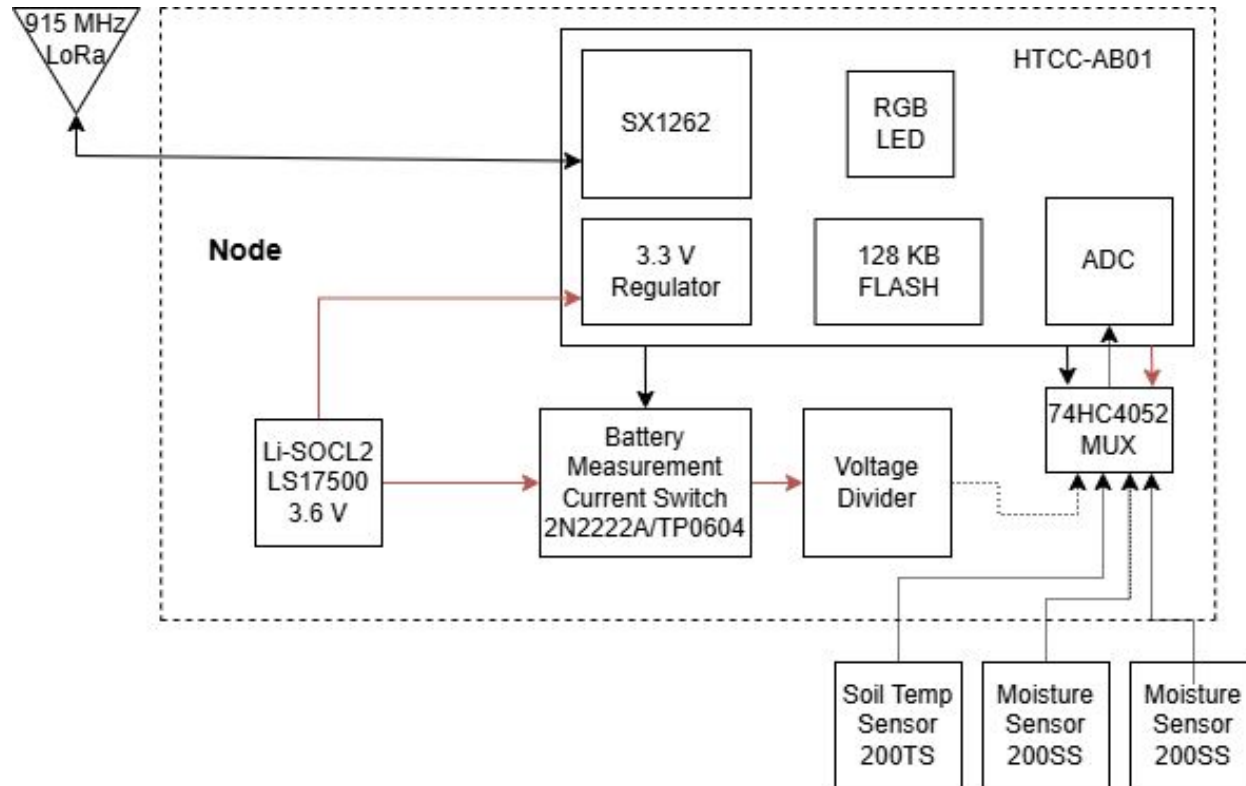 915 MHz
LoRa
HTCC-AB01
SX1262
RGB
LED
Node
3.3 V
Regulator
128 KB
FLASH
ADC
Li-SOCL2
LS17500
3.6 V
Battery
Measurement
Current Switch
2N2222A/TP0604
Voltage
Divider
74HC4052
MUX
Soil Temp
Sensor
200TS
Moisture
Sensor
200SS
Moisture
Sensor
200SS